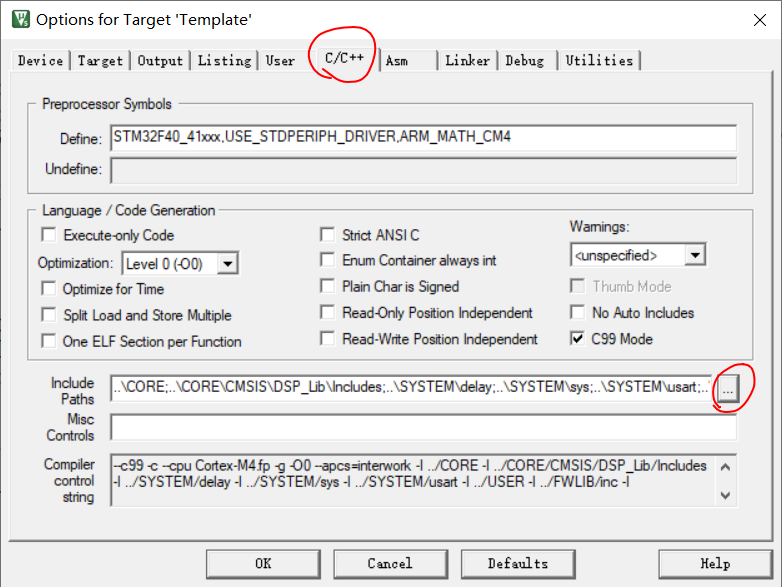 Options for Target 'Template'
Device Target Output Listing User C/C++ Asm Linker Debug Utilities
Preprocessor Symbols
Define: STM32F40_41xxx,USE_STDPERIPH_DRIVER,ARM_MATH_CM4
Undefine:
Language / Code Generation
Execute-only Code
Strict ANSI C
Warnings:
Optimization: Level 0 (-O0)
Enum Container always int
<unspecified>
Optimize for Time
Plain Char is Signed
Thumb Mode
Split Load and Store Multiple
Read-Only Position Independent
No Auto Includes
One ELF Section per Function
Read-Write Position Independent
C99 Mode
Include
Paths
..\CORE;..\CORE\CMSIS\DSP_Lib\Includes;..\SYSTEM\delay;..\SYSTEM\sys;..\SYSTEM\usart;..
...
Misc
Controls
Compiler
control
string
--c99 -c --cpu Cortex-M4.fp -g -O0 --apcs=interwork -I ../CORE -I ../CORE/CMSIS/DSP_Lib/Includes
-I ../SYSTEM/delay -I ../SYSTEM/sys -I ../SYSTEM/usart -I ../USER -I ../FWLIB/inc -I
OK Cancel Defaults Help